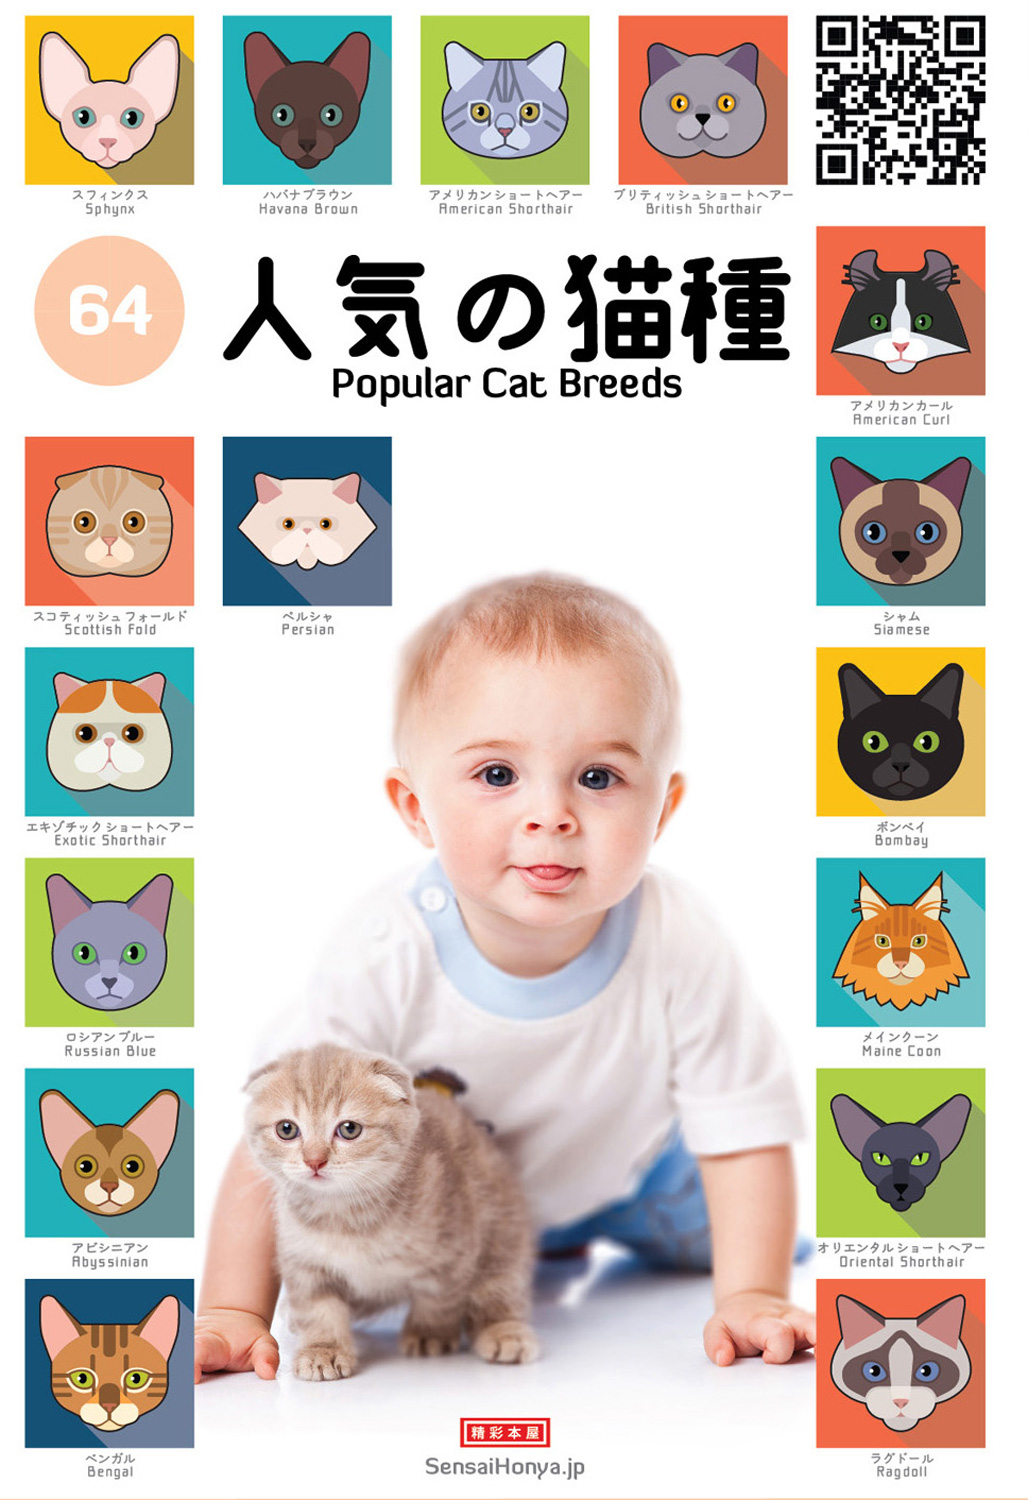 スフィンクス
Sphynx
ハバナブラウン
Havana Brown
アメリカンショートヘアー
American Shorthair
ブリティッシュショートヘアー
British Shorthair
64
人気の猫種
Popular Cat Breeds
アメリカンカール
American Curl
スコティッシュフォールド
Scottish Fold
ペルシャ
Persian
シャム
Siamese
エキゾチックショートヘアー
Exotic Shorthair
ボンベイ
Bombay
ロシアンブルー
Russian Blue
メインクーン
Maine Coon
アビシニアン
Abyssinian
オリエンタルショートヘアー
Oriental Shorthair
ベンガル
Bengal
ラグドール
Ragdoll
精彩本屋
SensaiHonya.jp